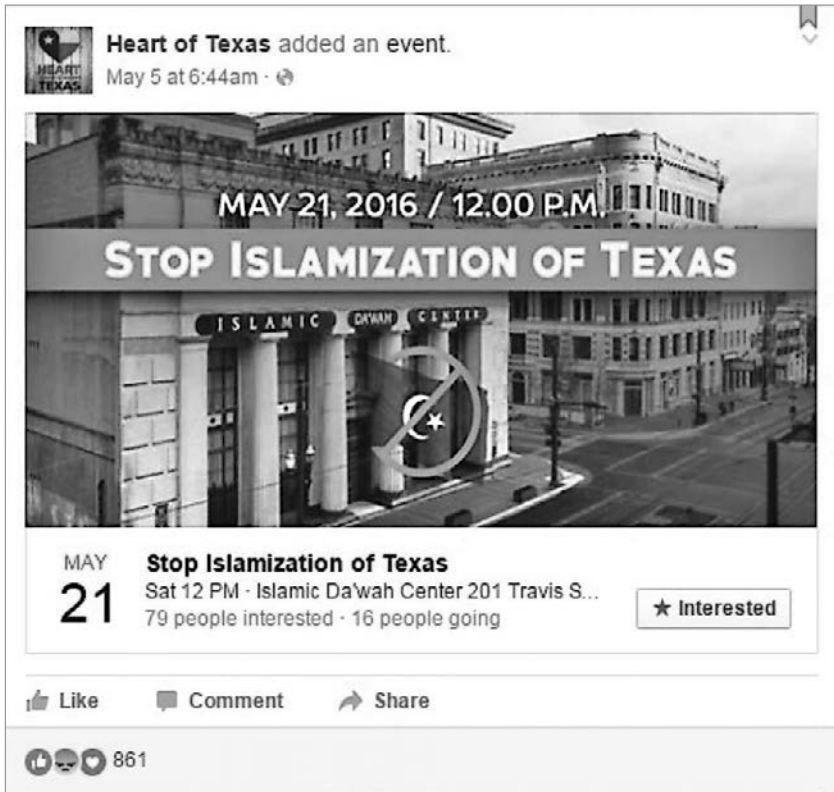 Heart of Texas added an event.
HEART
TEXAS
May 5 at 6:44am ·
MAY 21, 2016 / 12.00 P.M.
STOP ISLAMIZATION OF TEXAS
ISLAMIC DA'WAH CENTER
MAY
21
Stop Islamization of Texas
Sat 12 PM · Islamic Da'wah Center 201 Travis S...
79 people interested · 16 people going
★ Interested
Like Comment Share
861